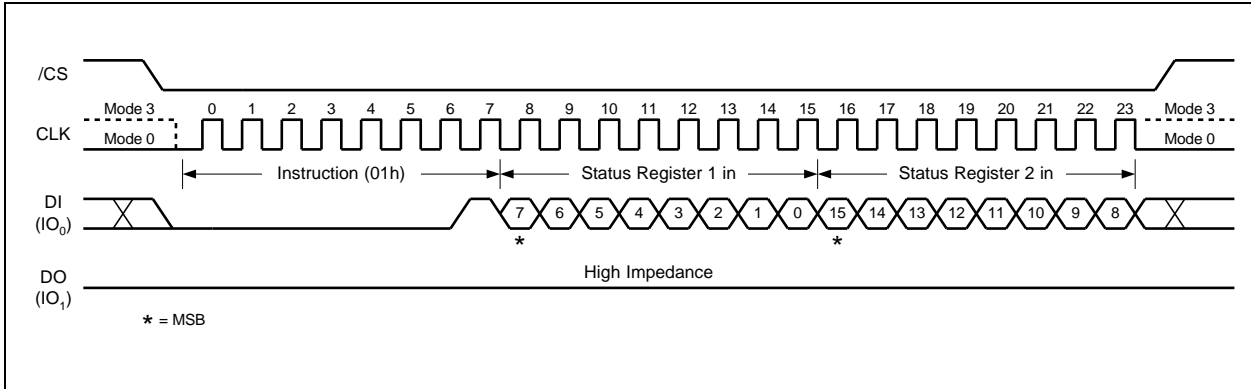 /CS
Mode 3 0 1 2 3 4 5 6 7 8 9 10 11 12 13 14 15 16 17 18 19 20 21 22 23 Mode 3
CLK Mode 0 Mode 0
Instruction (01h) Status Register 1 in Status Register 2 in
DI 7 6 5 4 3 2 1 0 15 14 13 12 11 10 9 8
(IO0) * *
High Impedance
DO
(IO1)
* = MSB